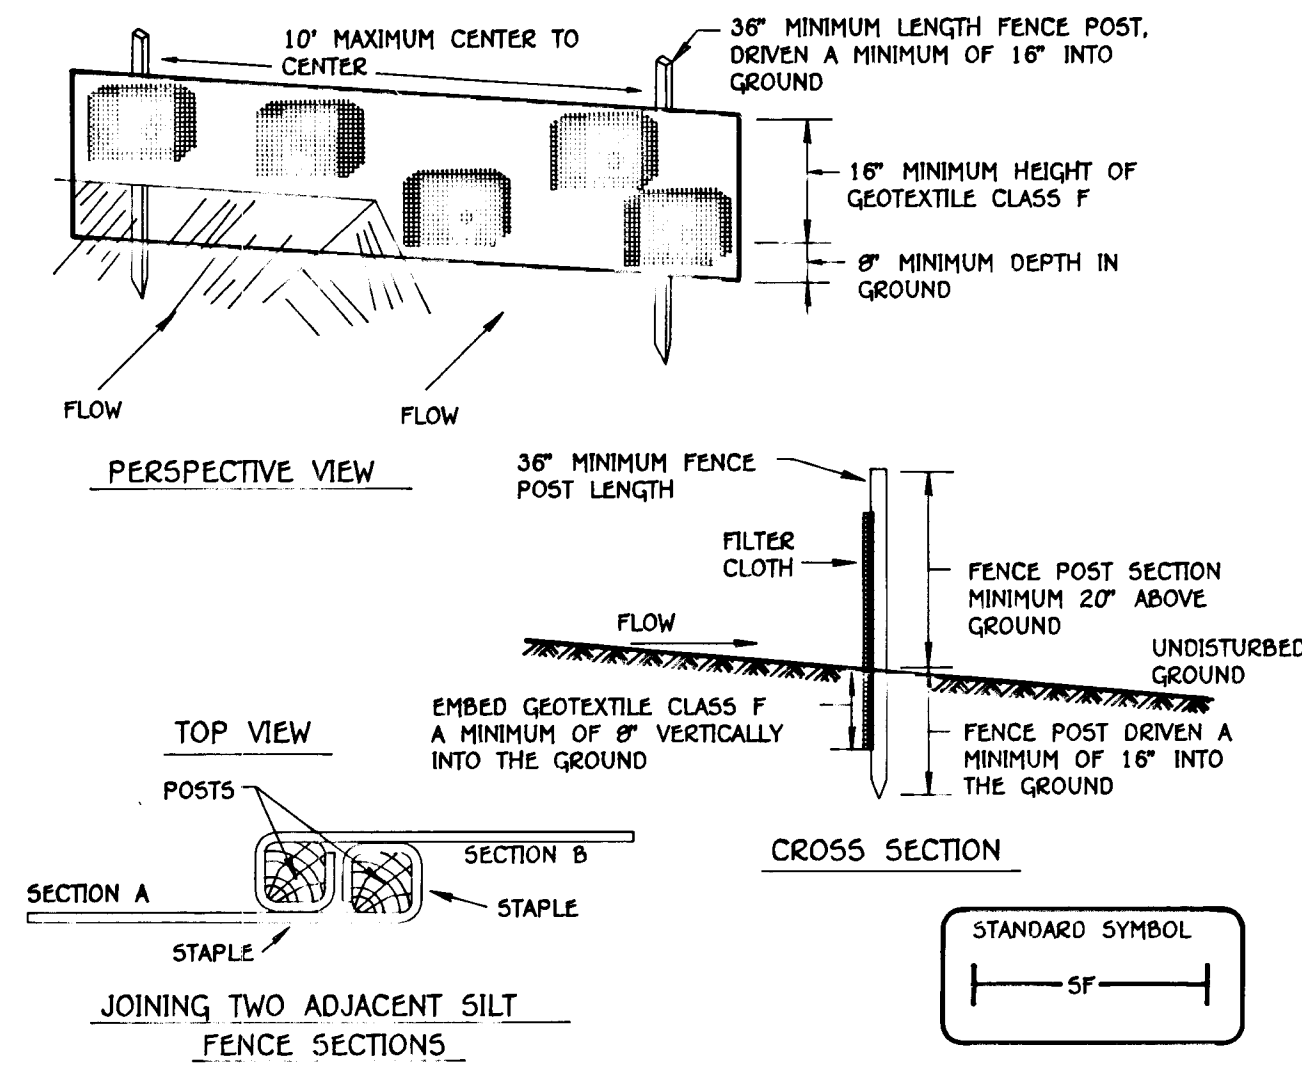 10' MAXIMUM CENTER TO
CENTER
36" MINIMUM LENGTH FENCE POST,
DRIVEN A MINIMUM OF 16" INTO
GROUND
16" MINIMUM HEIGHT OF
GEOTEXTILE CLASS F
8" MINIMUM DEPTH IN
GROUND
FLOW
FLOW
PERSPECTIVE VIEW
36" MINIMUM FENCE
POST LENGTH
FILTER
CLOTH
FENCE POST SECTION
MINIMUM 20" ABOVE
GROUND
FLOW
UNDISTURBED
GROUND
EMBED GEOTEXTILE CLASS F
A MINIMUM OF 8" VERTICALLY
INTO THE GROUND
FENCE POST DRIVEN A
MINIMUM OF 16" INTO
THE GROUND
CROSS SECTION
TOP VIEW
POSTS
SECTION B
SECTION A
STAPLE
STAPLE
JOINING TWO ADJACENT SILT
FENCE SECTIONS
STANDARD SYMBOL
SF